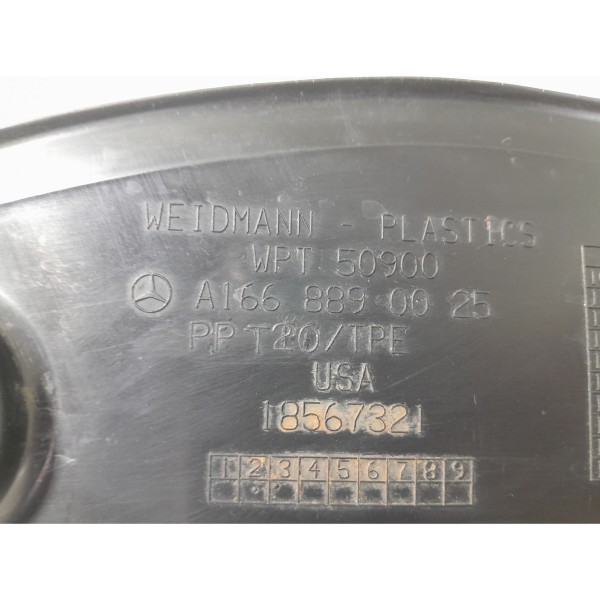 WEIDMANN - PLASTICS
WPT 50900
A166 889 00 25
PP T20/TPE
USA
18567321
1 2 3 4 5 6 7 8 9